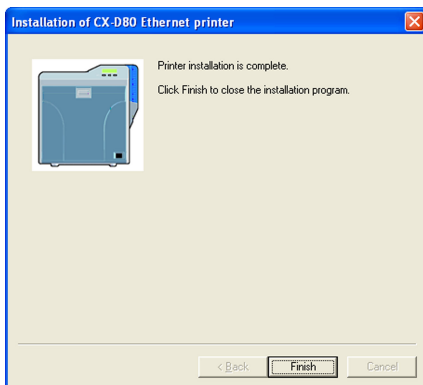 Installation of CX-D80 Ethernet printer
Printer installation is complete.
Click Finish to close the installation program.
< Back
Finish
Cancel